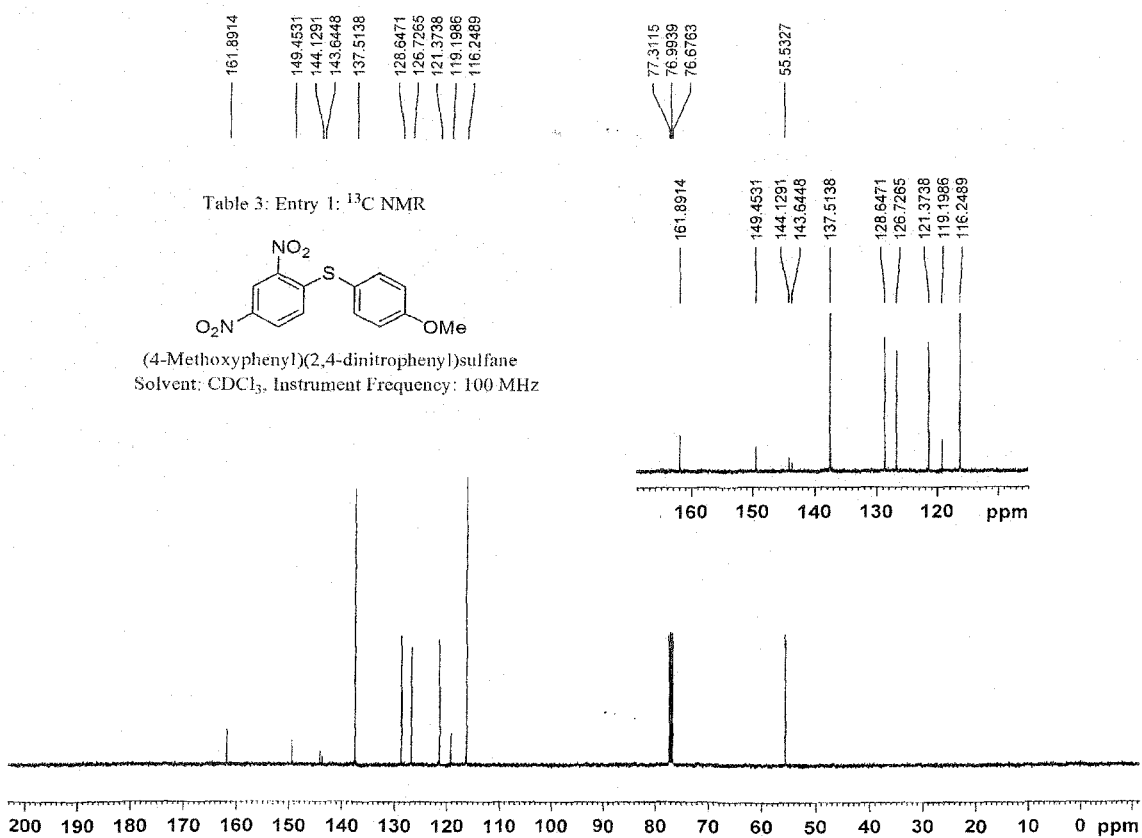 161.8914
149.4531
144.1291
143.6448
137.5138
128.6471
126.7265
121.3738
119.1986
116.2489
77.3115
76.9939
76.6763
55.5327
Table 3: Entry 1: ¹³C NMR
NO₂
S
O₂N
OMe
(4-Methoxyphenyl)(2,4-dinitrophenyl)sulfane
Solvent: CDCl₃, Instrument Frequency: 100 MHz
161.8914
149.4531
144.1291
143.6448
137.5138
128.6471
126.7265
121.3738
119.1986
116.2489
160 150 140 130 120 ppm
200 190 180 170 160 150 140 130 120 110 100 90 80 70 60 50 40 30 20 10 0 ppm